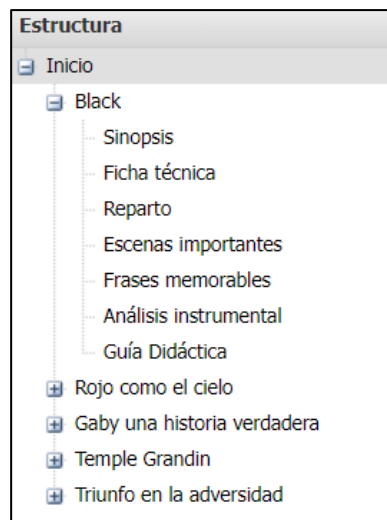 Estructura
Inicio
Black
Sinopsis
Ficha técnica
Reparto
Escenas importantes
Frases memorables
Análisis instrumental
Guía Didáctica
Rojo como el cielo
Gaby una historia verdadera
Temple Grandin
Triunfo en la adversidad